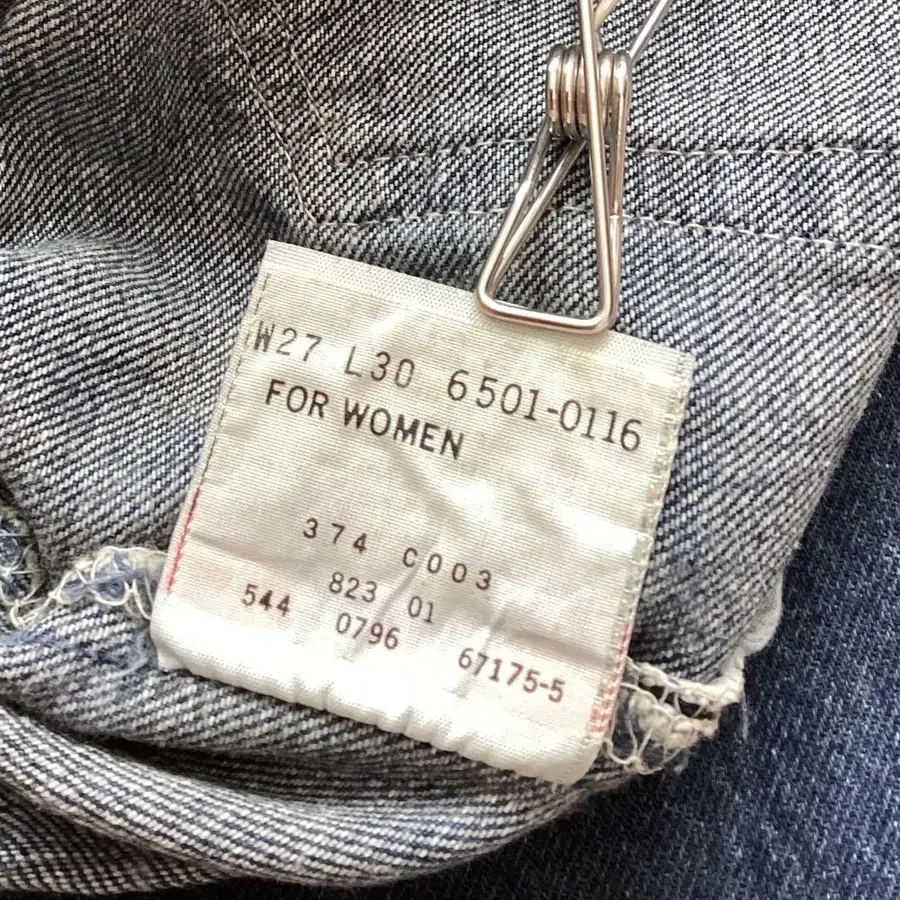 W27 L30 6501-0116
FOR WOMEN
374 C003
823 01
544 0796 67175-5